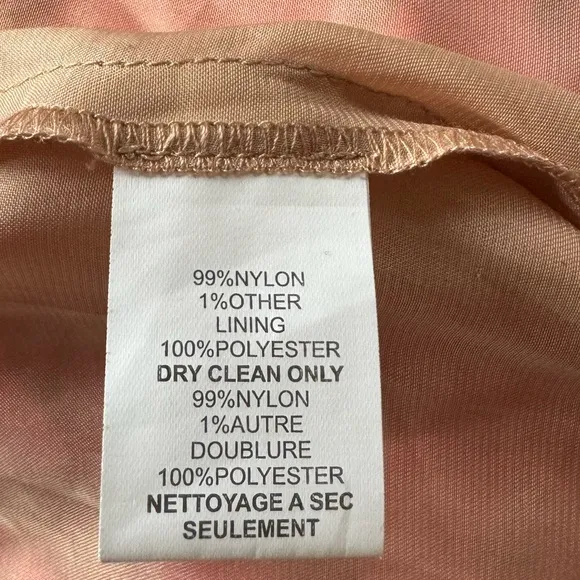 99%NYLON
1%OTHER
LINING
100%POLYESTER
DRY CLEAN ONLY
99%NYLON
1%AUTRE
DOUBLURE
100%POLYESTER
NETTOYAGE A SEC
SEULEMENT